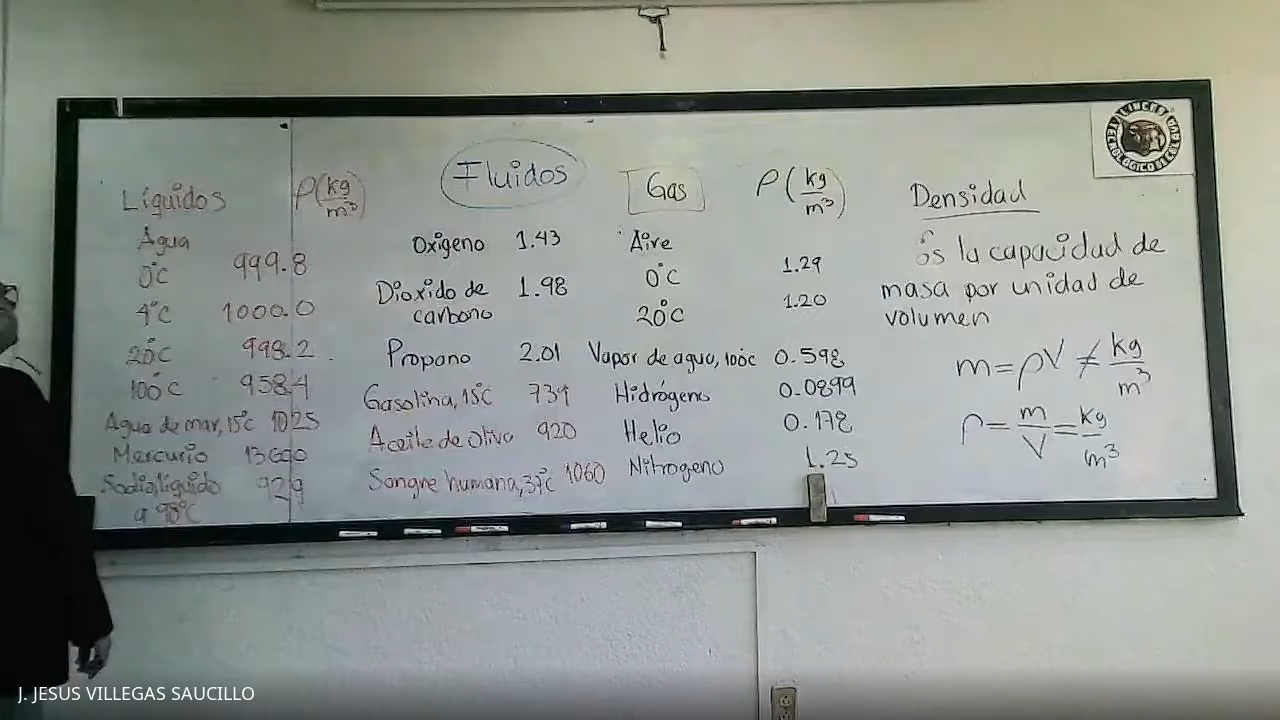 Fluidos
Líquidos ρ(kg/m³)
Agua
0°C 999.8
4°C 1000.0
20°C 998.2
100°C 958.4
Agua de mar, 15°C 1025
Mercurio 13600
Sodio líquido 929
a 98°C
Oxigeno 1.43
Dioxido de 1.98
carbono
Propano 2.01
Gasolina, 15°C 739
Aceite de Olivo 920
Sangre humana, 37°C 1060
Gas ρ(kg/m³)
Aire
0°C 1.29
20°C 1.20
Vapor de agua, 100°C 0.598
Hidrógeno 0.0899
Helio 0.178
Nitrogeno 1.25
Densidad
és la capacidad de
masa por unidad de
volumen
m=ρV ≠ kg/m³
ρ = m/V = kg/m³
LINCES
J. JESÚS VILLEGAS SAUCILLO